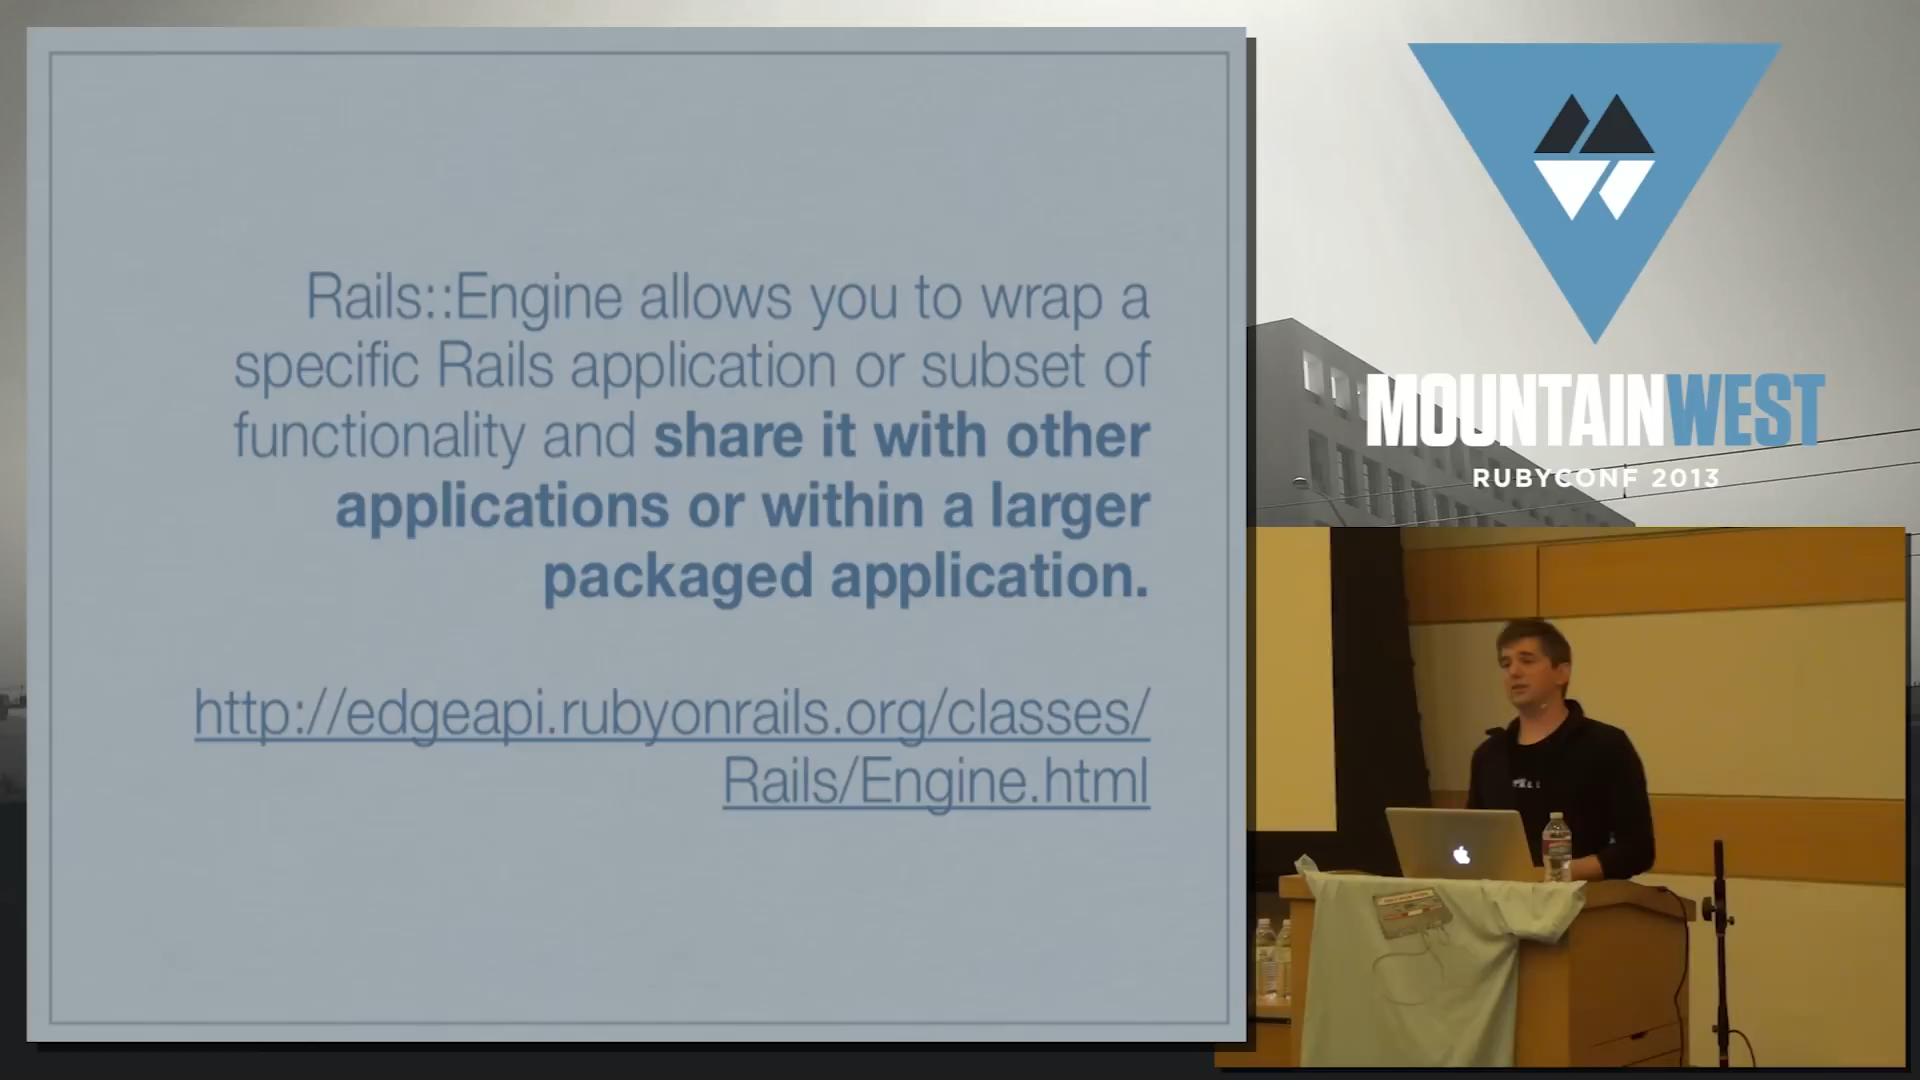 Rails::Engine allows you to wrap a
specific Rails application or subset of
functionality and share it with other
applications or within a larger
packaged application.
http://edgeapi.rubyonrails.org/classes/
Rails/Engine.html
MOUNTAINWEST
RUBYCONF 2013